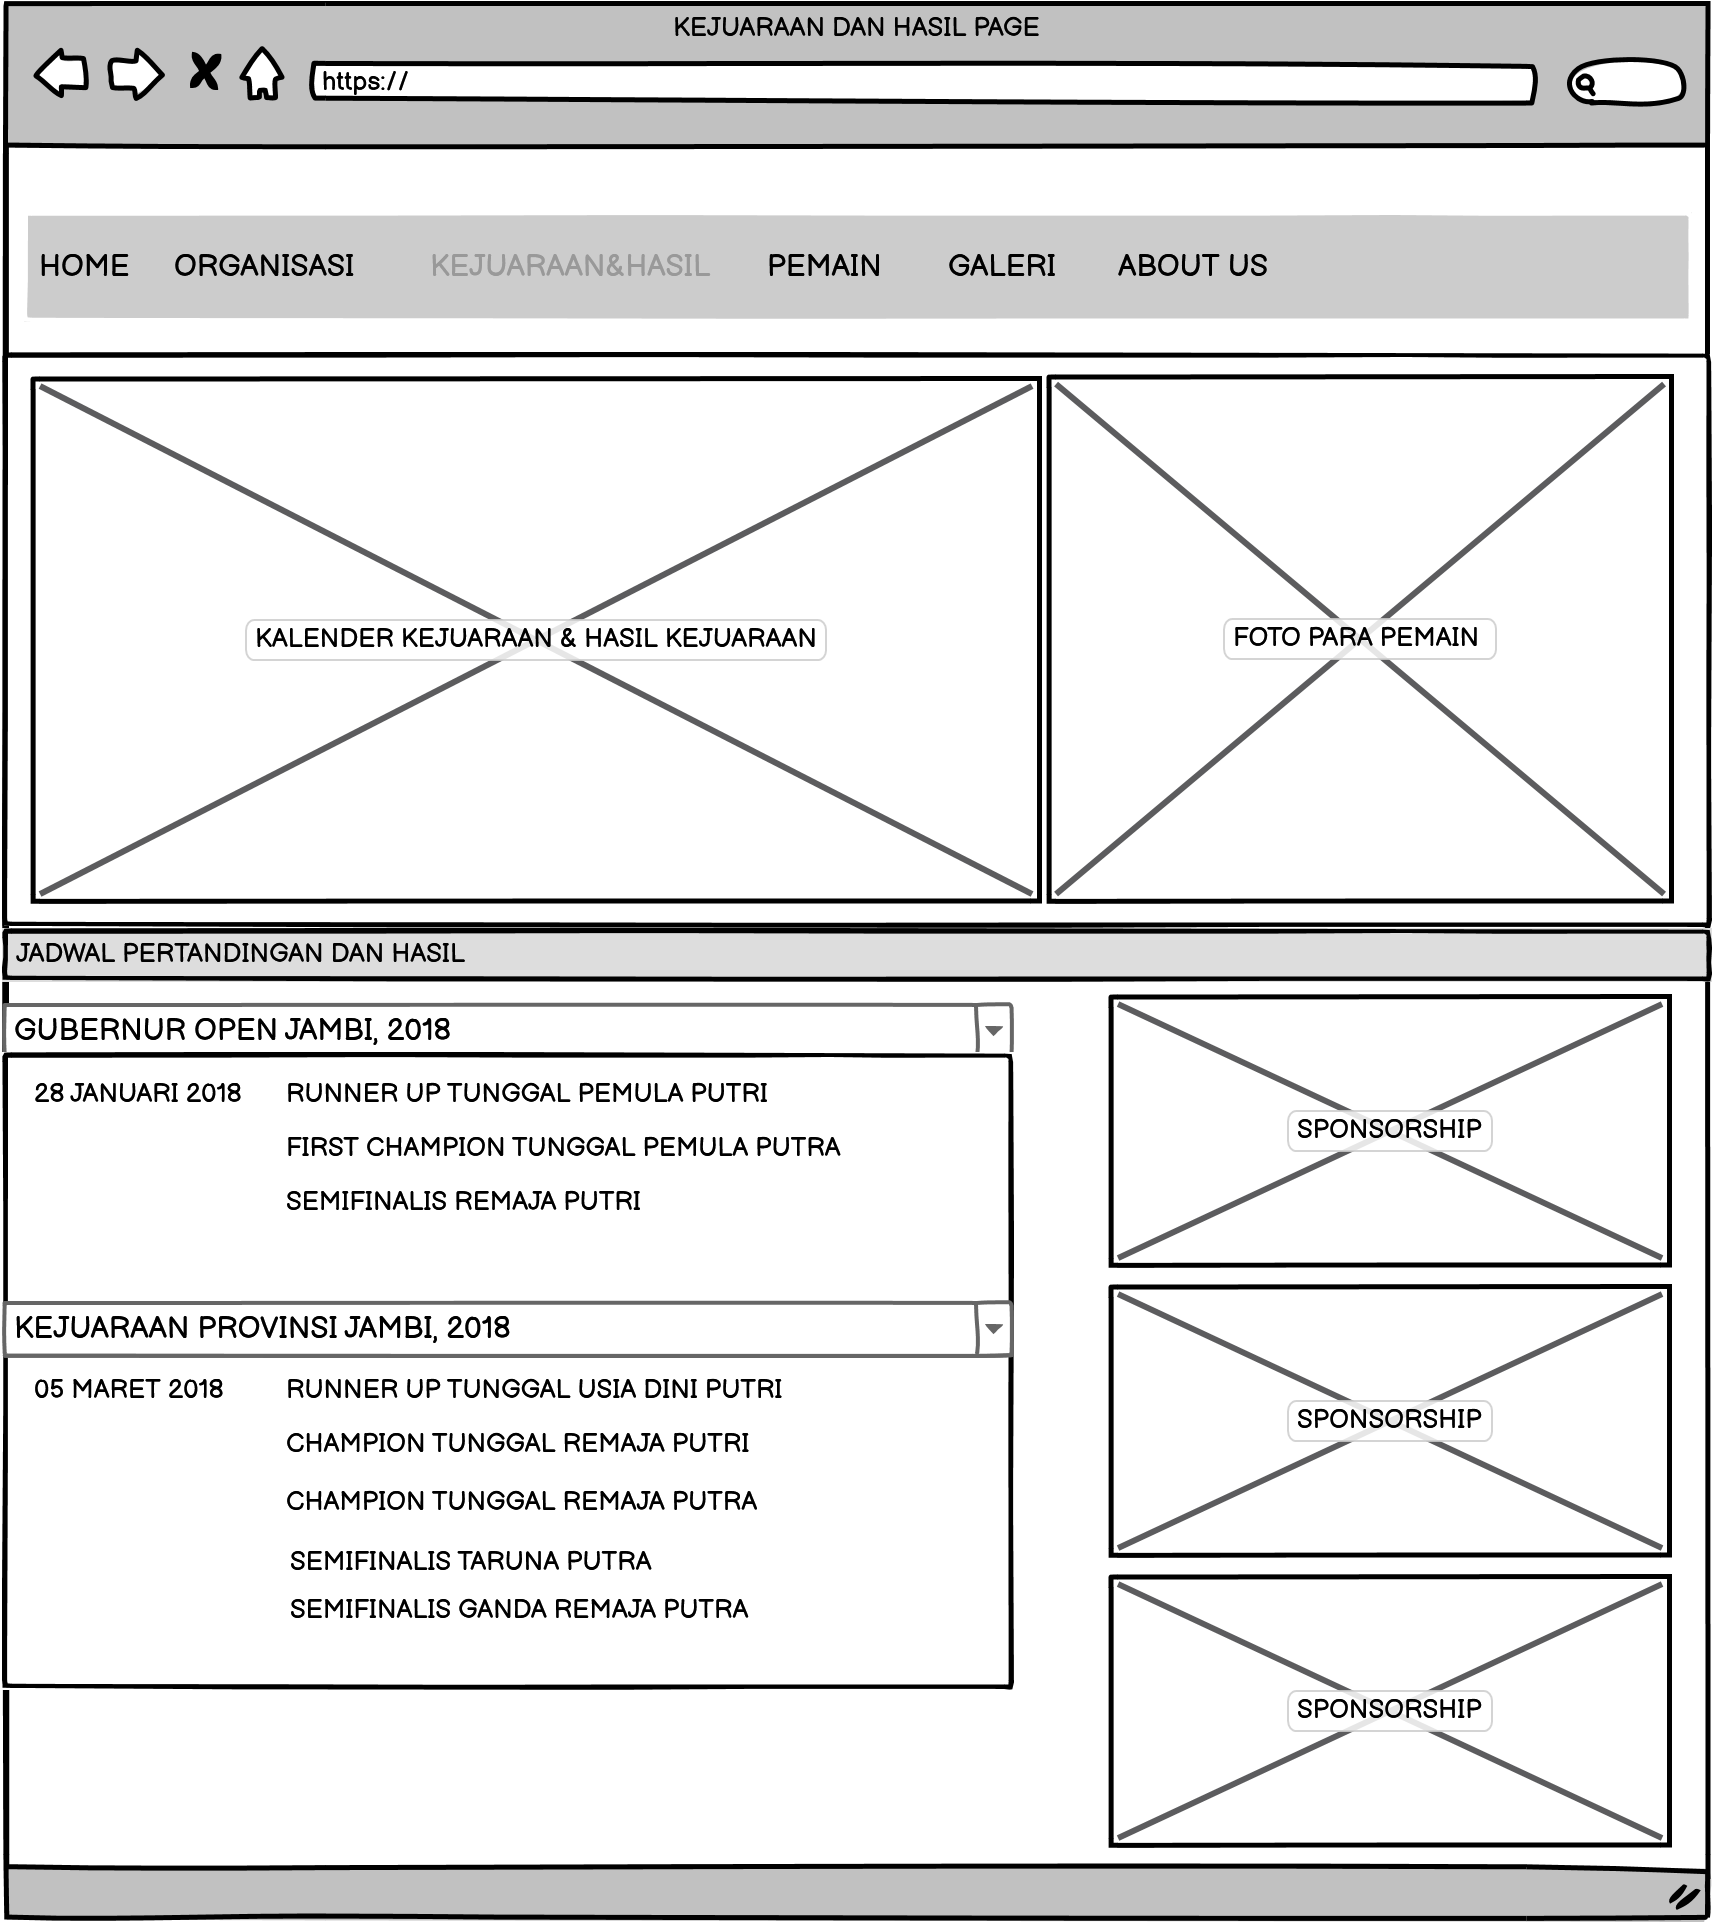 KEJUARAAN DAN HASIL PAGE
https://
HOME ORGANISASI KEJUARAAN&HASIL PEMAIN GALERI ABOUT US
KALENDER KEJUARAAN & HASIL KEJUARAAN
FOTO PARA PEMAIN
JADWAL PERTANDINGAN DAN HASIL
GUBERNUR OPEN JAMBI, 2018
28 JANUARI 2018 RUNNER UP TUNGGAL PEMULA PUTRI
FIRST CHAMPION TUNGGAL PEMULA PUTRA
SEMIFINALIS REMAJA PUTRI
KEJUARAAN PROVINSI JAMBI, 2018
05 MARET 2018 RUNNER UP TUNGGAL USIA DINI PUTRI
CHAMPION TUNGGAL REMAJA PUTRI
CHAMPION TUNGGAL REMAJA PUTRA
SEMIFINALIS TARUNA PUTRA
SEMIFINALIS GANDA REMAJA PUTRA
SPONSORSHIP
SPONSORSHIP
SPONSORSHIP